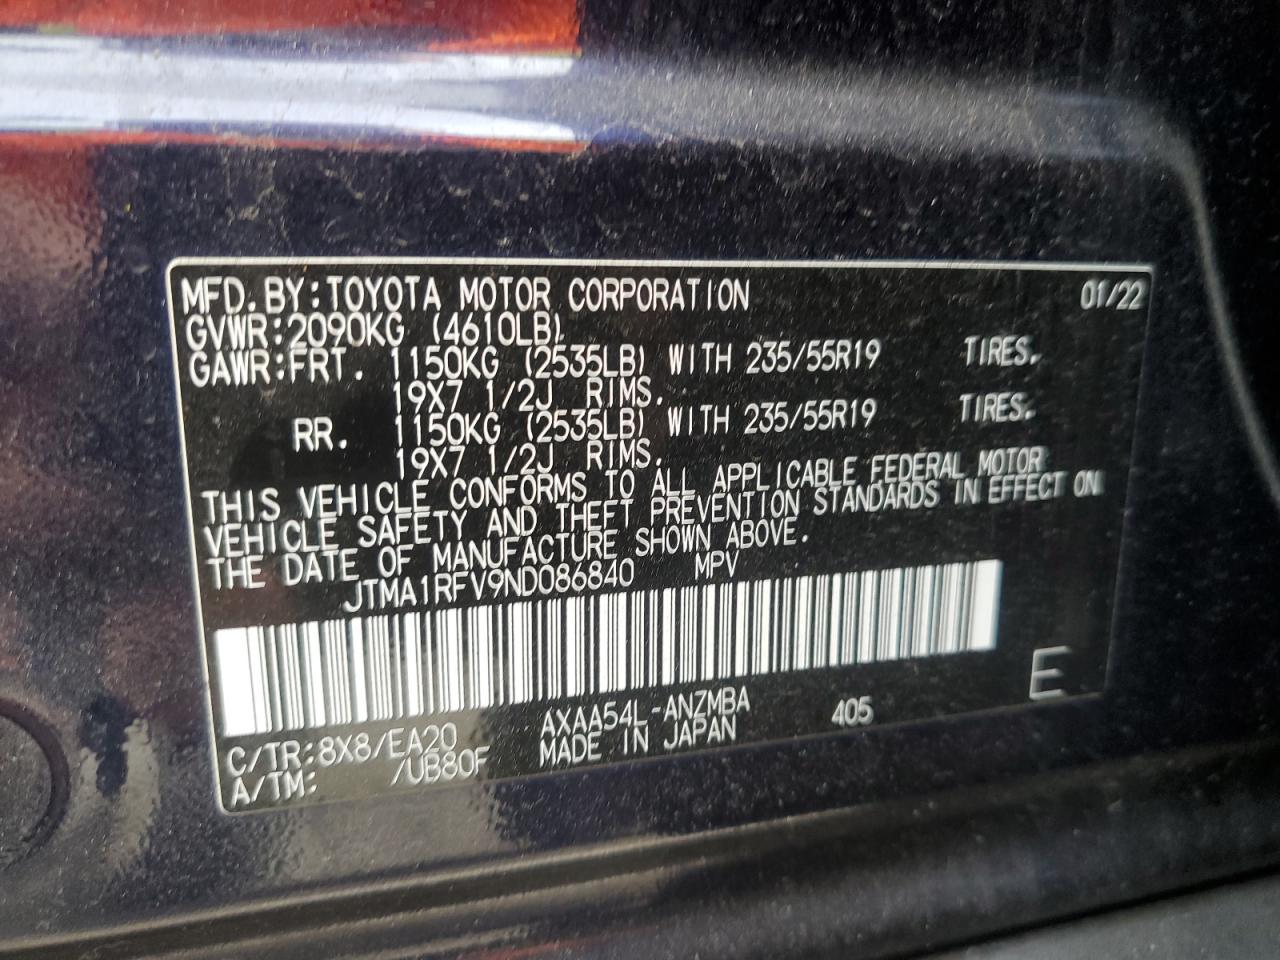 MFD.BY:TOYOTA MOTOR CORPORATION 01/22
GVWR:2090KG (4610LB)
GAWR:FRT. 1150KG (2535LB) WITH 235/55R19 TIRES.
19X7 1/2J RIMS.
RR. 1150KG (2535LB) WITH 235/55R19 TIRES.
19X7 1/2J RIMS.
THIS VEHICLE CONFORMS TO ALL APPLICABLE FEDERAL MOTOR
VEHICLE SAFETY AND THEFT PREVENTION STANDARDS IN EFFECT ON
THE DATE OF MANUFACTURE SHOWN ABOVE.
JTMA1RFV9ND086840 MPV
C/TR:8X8/EA20 AXAA54L-ANZMBA 405 E
A/TM: /UB80F MADE IN JAPAN